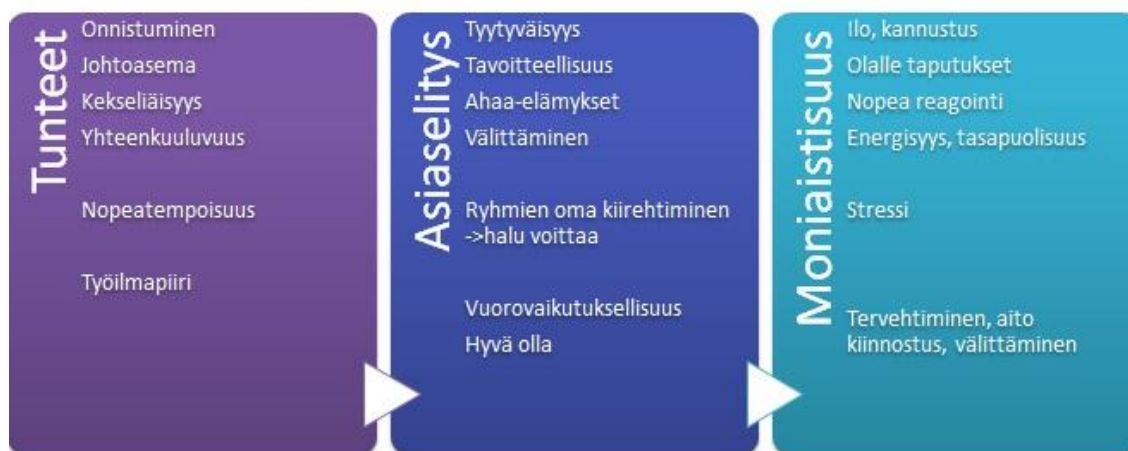 Tunteet
Onnistuminen
Johtoasema
Kekseliäisyys
Yhteenkuuluvuus
Nopeatempoisuus
Työilmapiiri
Asiaselitys
Tyytyväisyys
Tavoitteellisuus
Ahaa-elämykset
Välittäminen
Ryhmien oma kiirehtiminen
->halu voittaa
Vuorovaikutuksellisuus
Hyvä olla
Moniaistisuus
Ilo, kannustus
Olalle taputukset
Nopea reagointi
Energisyys, tasapuolisuus
Stressi
Tervehtiminen, aito
kiinnostus, välittäminen